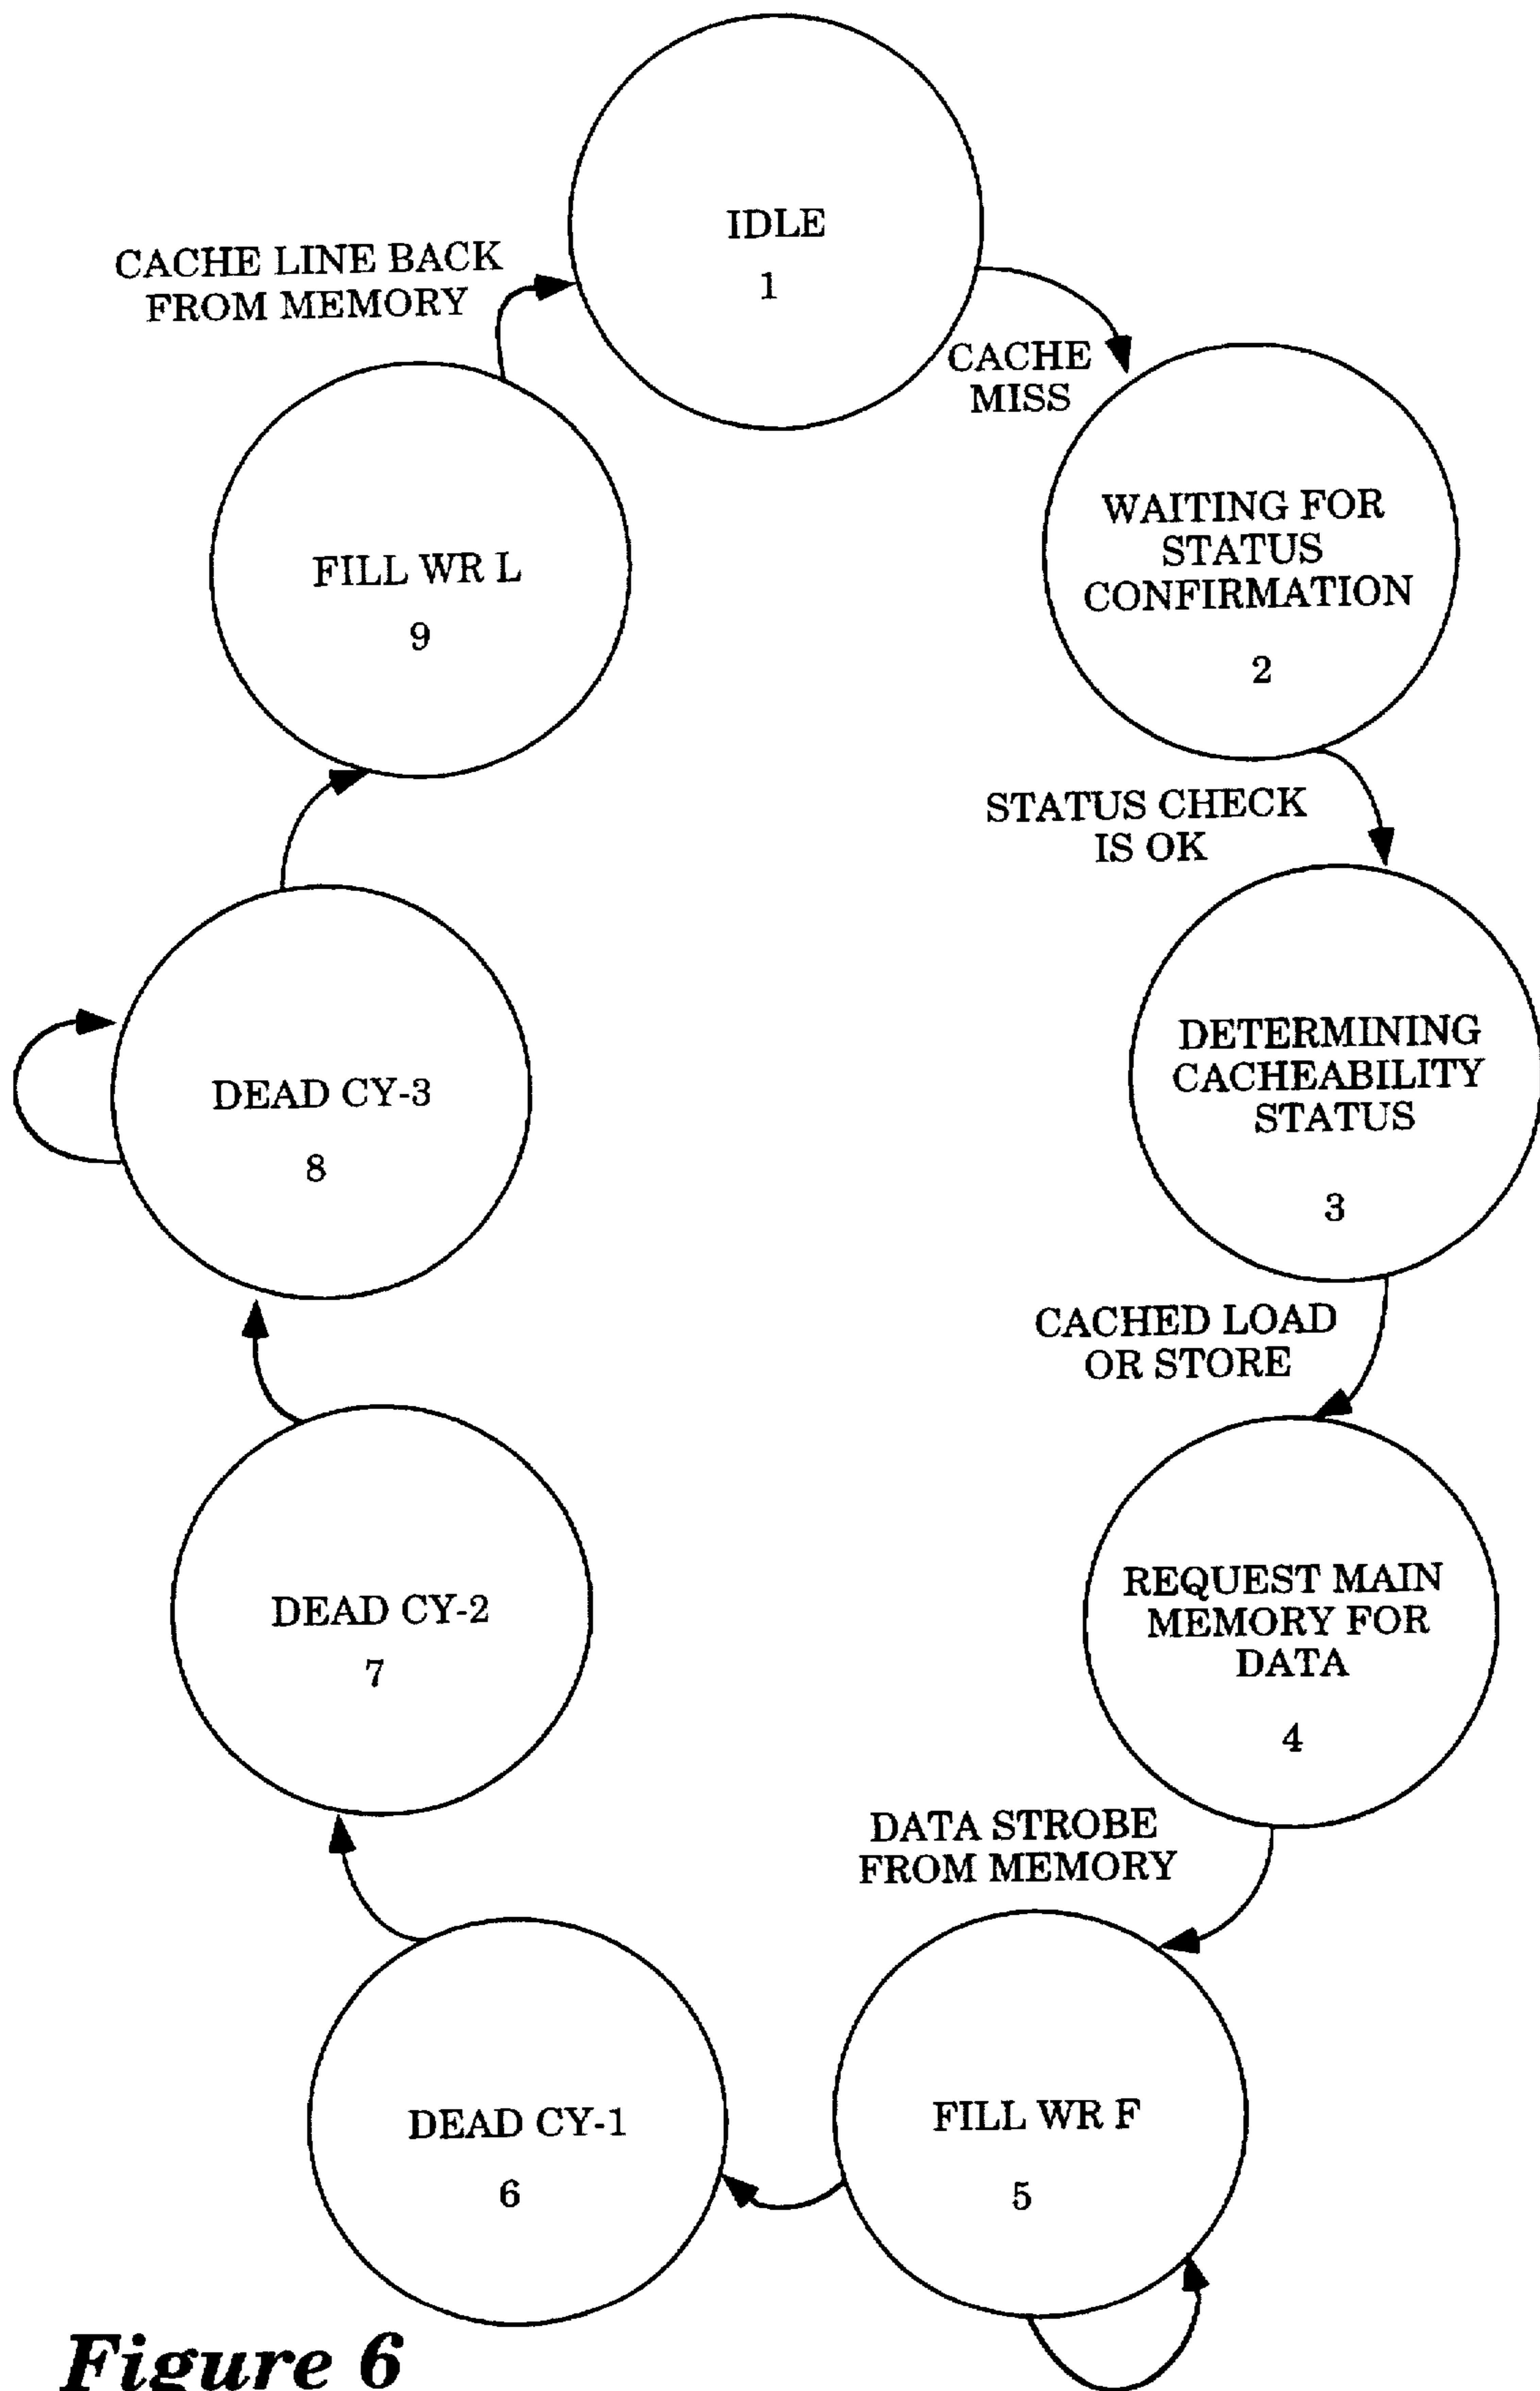 IDLE
1
CACHE LINE BACK
FROM MEMORY
CACHE
MISS
WAITING FOR
STATUS
CONFIRMATION
2
FILL WR L
9
STATUS CHECK
IS OK
DETERMINING
CACHEABILITY
STATUS
3
DEAD CY-3
8
CACHED LOAD
OR STORE
REQUEST MAIN
MEMORY FOR
DATA
4
DEAD CY-2
7
DATA STROBE
FROM MEMORY
FILL WR F
5
DEAD CY-1
6
Figure 6